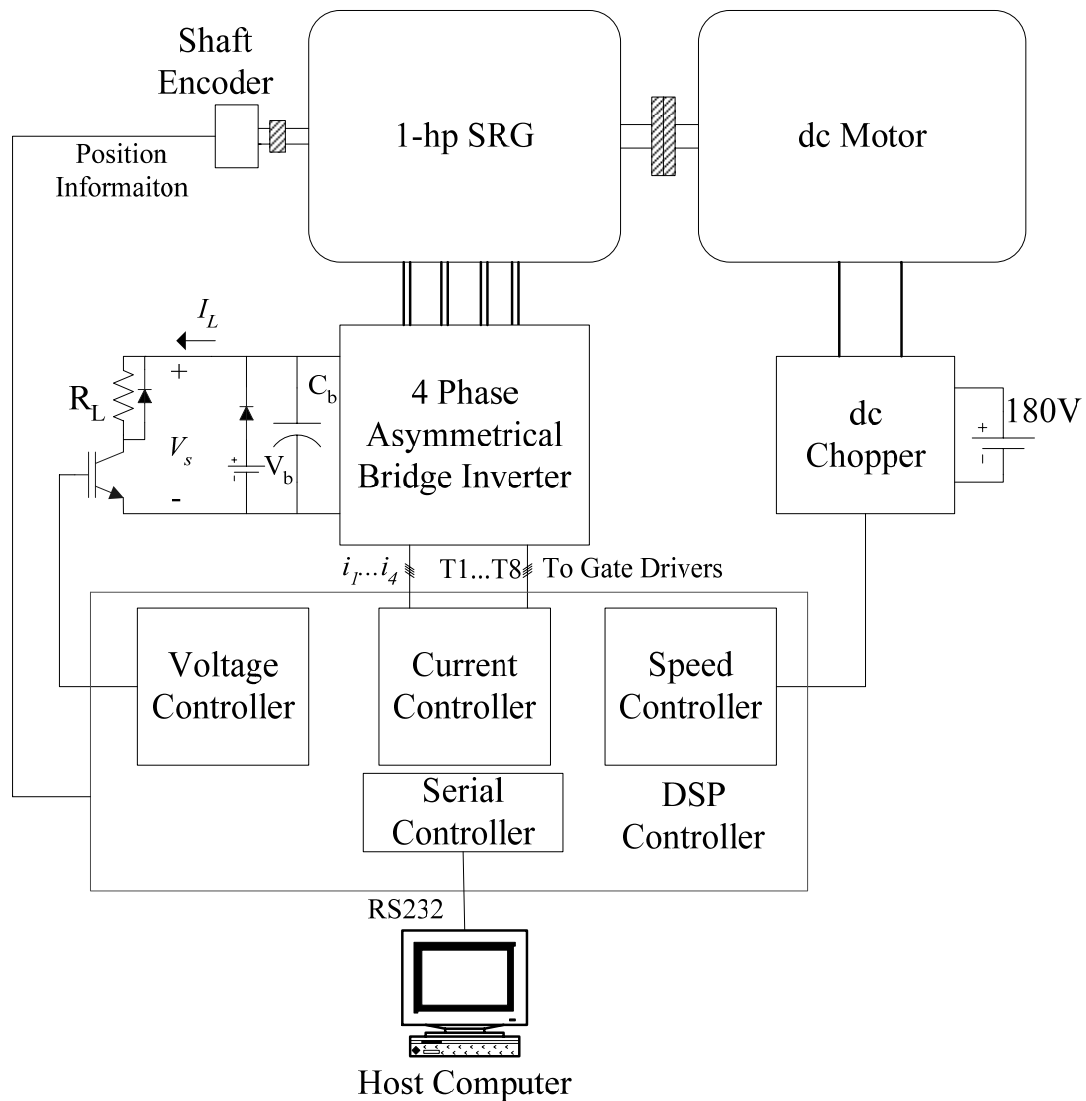 Shaft
Encoder
1-hp SRG
dc Motor
Position
Informaiton
I_L
+
R_L
V_s
-
+
-
V_b
C_b
4 Phase
Asymmetrical
Bridge Inverter
dc
Chopper
+
-
180V
i_1...i_4
T1...T8
To Gate Drivers
Voltage
Controller
Current
Controller
Speed
Controller
Serial
Controller
DSP
Controller
RS232
Host Computer